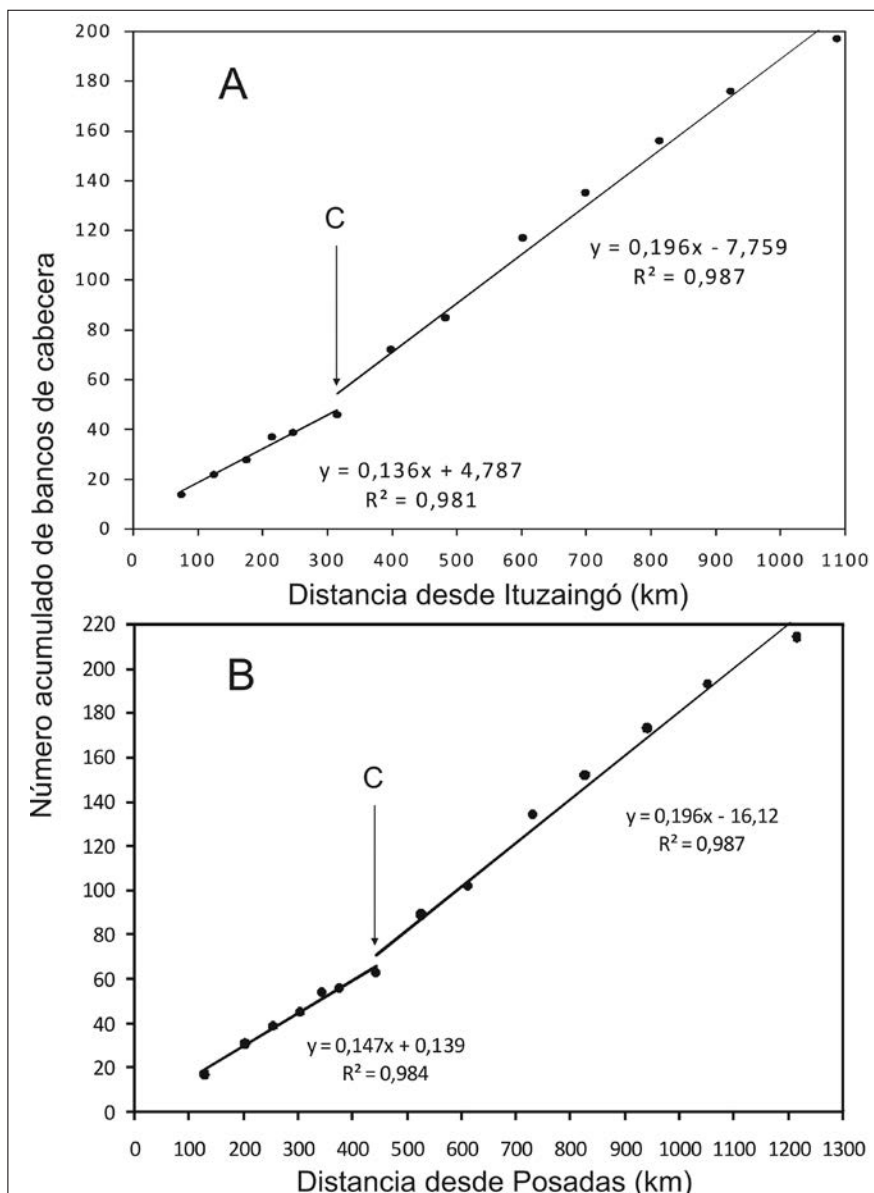 Número acumulado de bancos de cabecera
A
200
180
160
140
120
100
80
60
40
20
0
C
y = 0,196x - 7,759
R² = 0,987
y = 0,136x + 4,787
R² = 0,981
0 100 200 300 400 500 600 700 800 900 1000 1100
Distancia desde Ituzaingó (km)
B
220
200
180
160
140
120
100
80
60
40
20
0
C
y = 0,196x - 16,12
R² = 0,987
y = 0,147x + 0,139
R² = 0,984
0 100 200 300 400 500 600 700 800 900 1000 1100 1200 1300
Distancia desde Posadas (km)